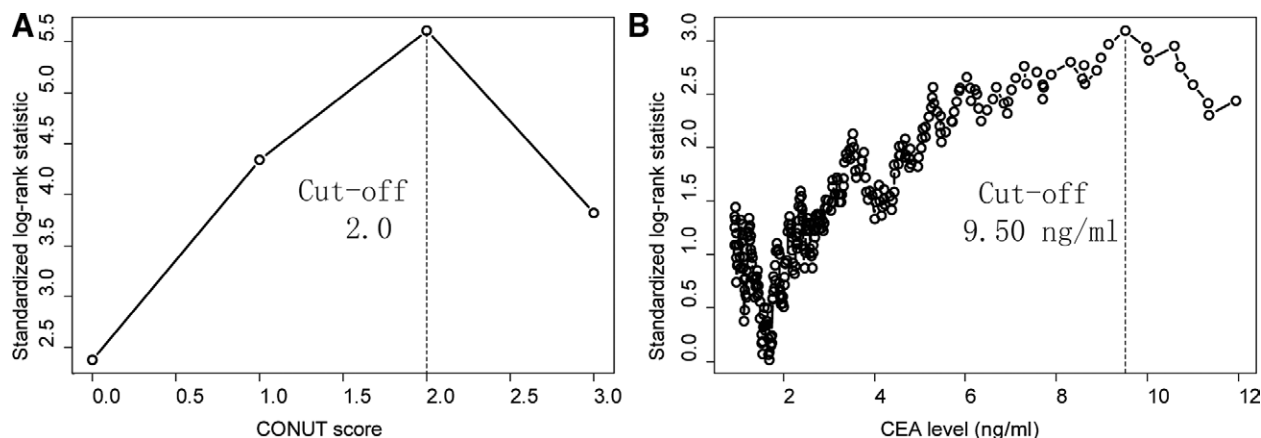 A
Standardized log-rank statistic
5.5
5.0
4.5
4.0
3.5
3.0
2.5
Cut-off
2.0
0.0 0.5 1.0 1.5 2.0 2.5 3.0
CONUT score
B
Standardized log-rank statistic
3.0
2.5
2.0
1.5
1.0
0.5
0.0
Cut-off
9.50 ng/ml
2 4 6 8 10 12
CEA level (ng/ml)